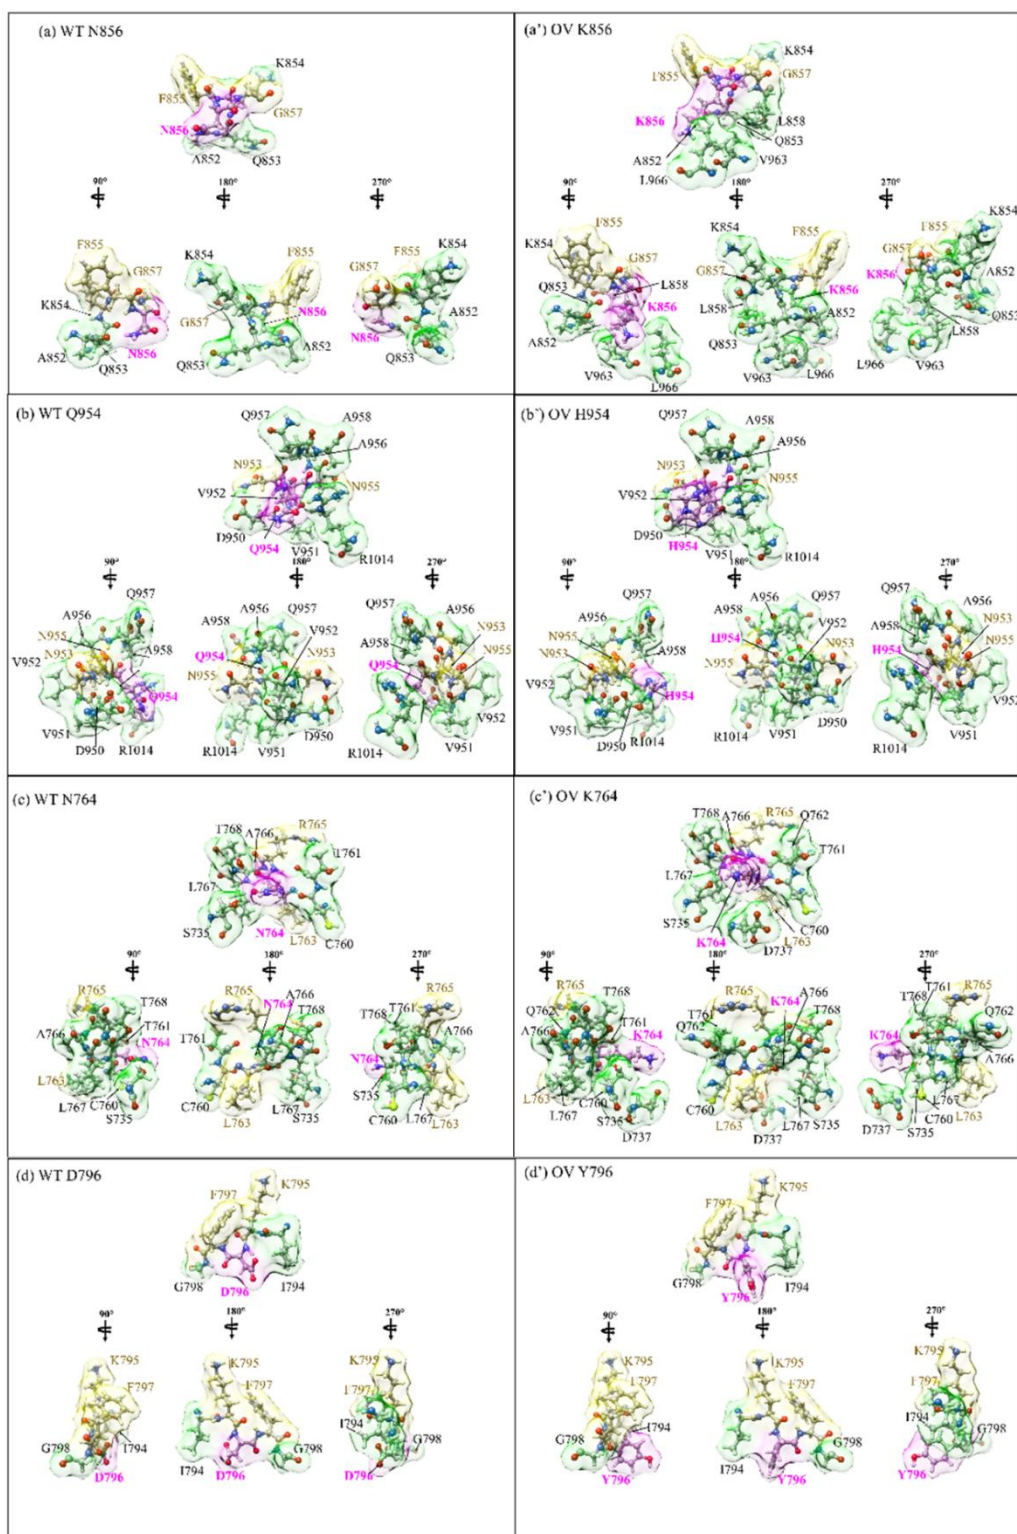 (a) WT N856
K854
F855
G857
N856
A852
Q853
90° 180° 270°
F855
G857
K854
A852
Q853
N856
K854
F855
G857
N856
Q853
A852
F855
K854
G857
A852
N856
Q853
(a’) OV K856
K854
F855
G857
K856
L858
Q853
A852
V963
L966
90° 180° 270°
F855
K854
G857
Q853
L858
K856
A852
V963
L966
K854
F855
G857
K856
L858
A852
Q853
V963
L966
K854
F855
G857
K856
A852
Q853
L858
L966
V963
(b) WT Q954
Q957
A958
A956
N953
N955
V952
D950
Q954
V951
R1014
90° 180° 270°
Q957
A956
N955
A958
N953
V952
Q954
V951
D950
R1014
A956
Q957
A958
V952
Q954
N953
N955
R1014
V951
D950
Q957
A956
A958
N953
Q954
N955
V952
R1014
V951
(b’) OV H954
Q957
A958
A956
N953
N955
V952
D950
H954
V951
R1014
90° 180° 270°
Q957
A956
N955
A958
N953
V952
H954
V951
D950
R1014
A956
Q957
A958
V952
H954
N953
N955
R1014
V951
D950
Q957
A956
A958
N953
H954
N955
V952
R1014
V951
(c) WT N764
T768
A766
R765
T761
L767
S735
N764
L763
C760
90° 180° 270°
R765
T768
T761
A766
N764
L763
L767
C760
S735
R765
N764
A766
T768
T761
C760
L767
S735
L763
R765
T768
T761
A766
N764
S735
C760
L767
L763
(c’) OV K764
T768
A766
R765
Q762
T761
L767
S735
K764
C760
L763
D737
90° 180° 270°
R765
T768
Q762
T761
A766
K764
L763
L767
C760
S735
D737
R765
K764
A766
T768
T761
Q762
C760
L763
D737
L767
S735
T761
R765
T768
Q762
K764
A766
D737
S735
L767
C760
L763
(d) WT D796
K795
F797
G798
D796
I794
90° 180° 270°
K795
F797
G798
I794
D796
K795
F797
G798
I794
D796
K795
F797
I794
G798
D796
(d’) OV Y796
K795
F797
G798
I794
Y796
90° 180° 270°
K795
F797
I794
G798
Y796
K795
F797
G798
I794
Y796
K795
F797
I794
G798
Y796